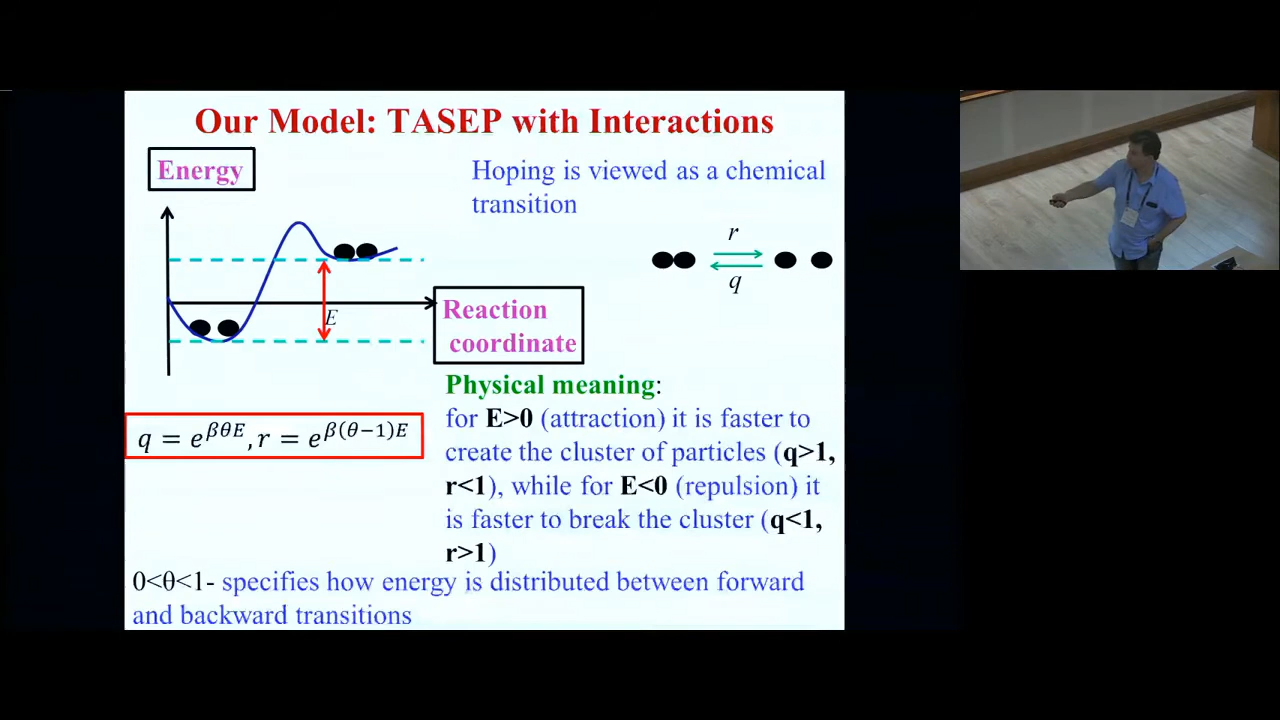 Our Model: TASEP with Interactions
Energy
Hoping is viewed as a chemical
transition
r
q
E
Reaction
coordinate
Physical meaning:
for E>0 (attraction) it is faster to
create the cluster of particles (q>1,
r<1), while for E<0 (repulsion) it
is faster to break the cluster (q<1,
r>1)
q = e^{βθE}, r = e^{β(θ−1)E}
0<θ<1- specifies how energy is distributed between forward
and backward transitions